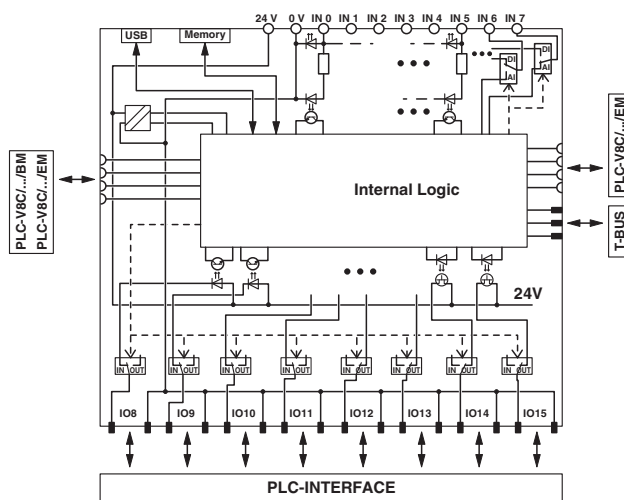 24 V 0 V IN 0 IN 1 IN 2 IN 3 IN 4 IN 5 IN 6 IN 7
USB Memory
DI
AI
DI
AI
PLC-V8C/.../BM
PLC-V8C/.../EM
Internal Logic
PLC-V8C/.../EM
T-BUS
24V
IN OUT IN OUT IN OUT IN OUT IN OUT IN OUT IN OUT IN OUT
IO8 IO9 IO10 IO11 IO12 IO13 IO14 IO15
PLC-INTERFACE